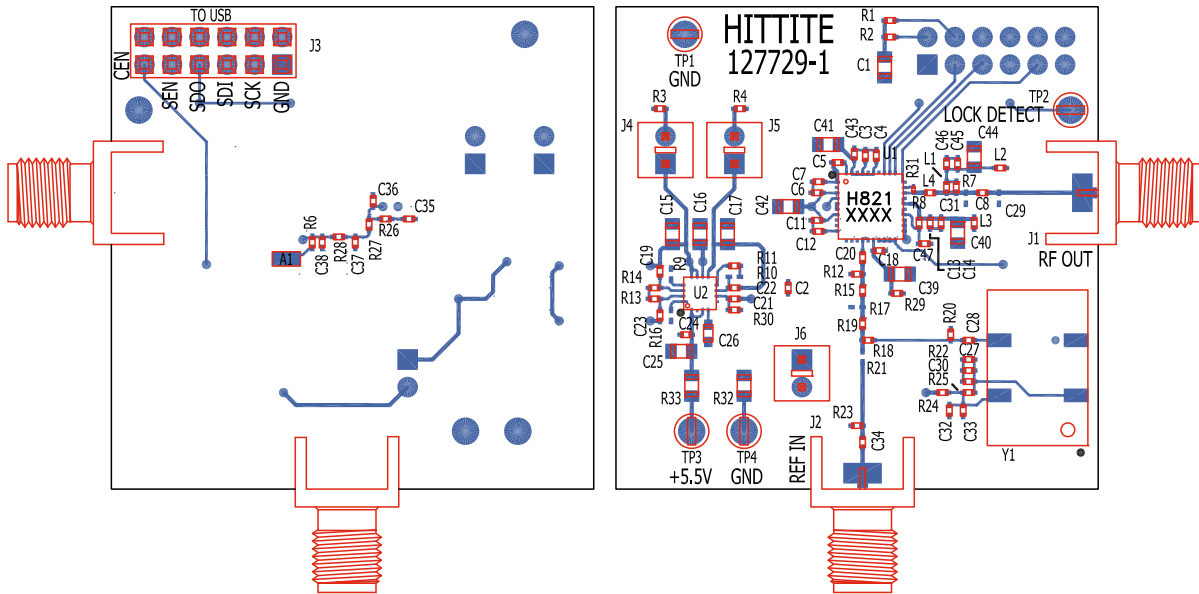 TO USB
J3
CEN
SEN
SDO
SDI
SCK
GND
C36
C35
R6
R28
R26
R27
C38
C37
A1
HITTITE
127729-1
TP1
GND
R1
R2
C1
R3
R4
J4
J5
TP2
LOCK DETECT
C41
C43
C3
C4
U1
C46
C45
C44
L1
L2
C5
C7
C6
R31
L4
R7
C42
H821
XXXX
R8
C31
C8
C29
C15
C16
C17
C11
C12
L3
C40
J1
RF OUT
C20
C18
C47
C13
C14
C19
R9
R11
R10
R14
R13
U2
C22
C21
R30
C2
R12
R15
C39
R29
R17
C23
R16
C24
C26
C25
J6
R19
R18
R21
R20
C28
R22
C27
C30
R25
R24
C32
C33
R33
R32
R23
J2
C34
REF IN
TP3
+5.5V
TP4
GND
Y1